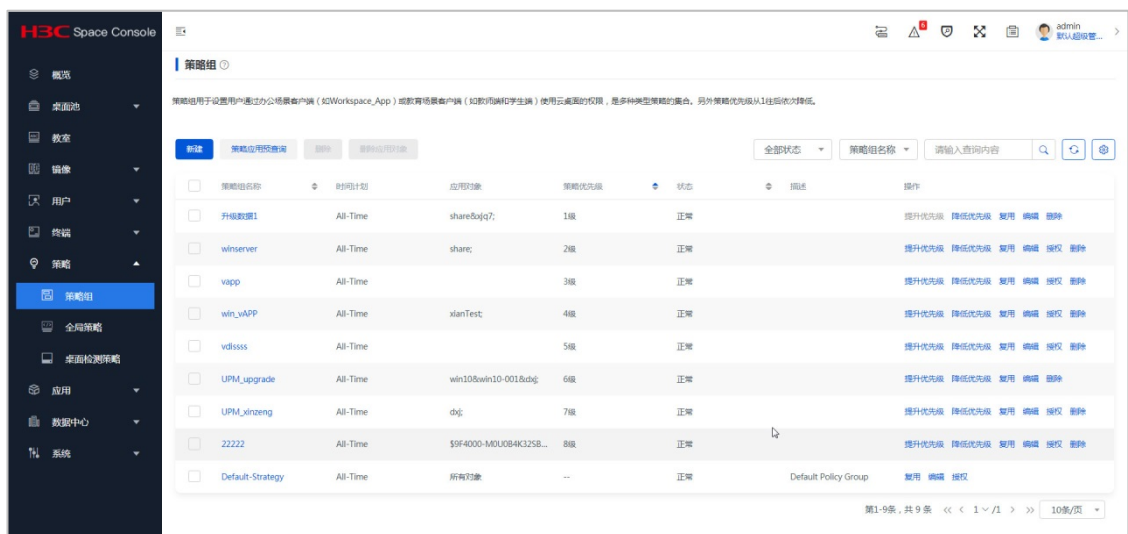 H3C Space Console
5
admin
默认超级管...
概览
桌面池
教室
镜像
用户
终端
策略
策略组
全局策略
桌面检测策略
应用
数据中心
系统
策略组
策略组用于设置用户通过办公场景客户端（如Workspace_App）或教育场景客户端（如教师端和学生端）使用云桌面的权限，是多种类型策略的集合。另外策略优先级从1往后依次降低。
新建 策略应用预查询 删除 删除应用对象 全部状态 策略组名称 请输入查询内容
策略组名称 时间计划 应用对象 策略优先级 状态 描述 操作
升级数据1 All-Time 1级 正常 提升优先级 降低优先级 复用 编辑 删除
winserver All-Time share; 2级 正常 提升优先级 降低优先级 复用 编辑 授权 删除
vapp All-Time 3级 正常 提升优先级 降低优先级 复用 编辑 授权 删除
win_vAPP All-Time xianTest; 4级 正常 提升优先级 降低优先级 复用 编辑 授权 删除
vdissss All-Time 5级 正常 提升优先级 降低优先级 复用 编辑 授权 删除
UPM_upgrade All-Time win10&win10-001&dxj; 6级 正常 提升优先级 降低优先级 复用 编辑 删除
UPM_xinzeng All-Time dxj; 7级 正常 提升优先级 降低优先级 复用 编辑 授权 删除
22222 All-Time $9F4000-M0U0B4K32SB... 8级 正常 提升优先级 降低优先级 复用 编辑 授权 删除
Default-Strategy All-Time 所有对象 -- 正常 Default Policy Group 复用 编辑 授权
第1-9条，共 9 条 << < 1 /1 > >> 10条/页